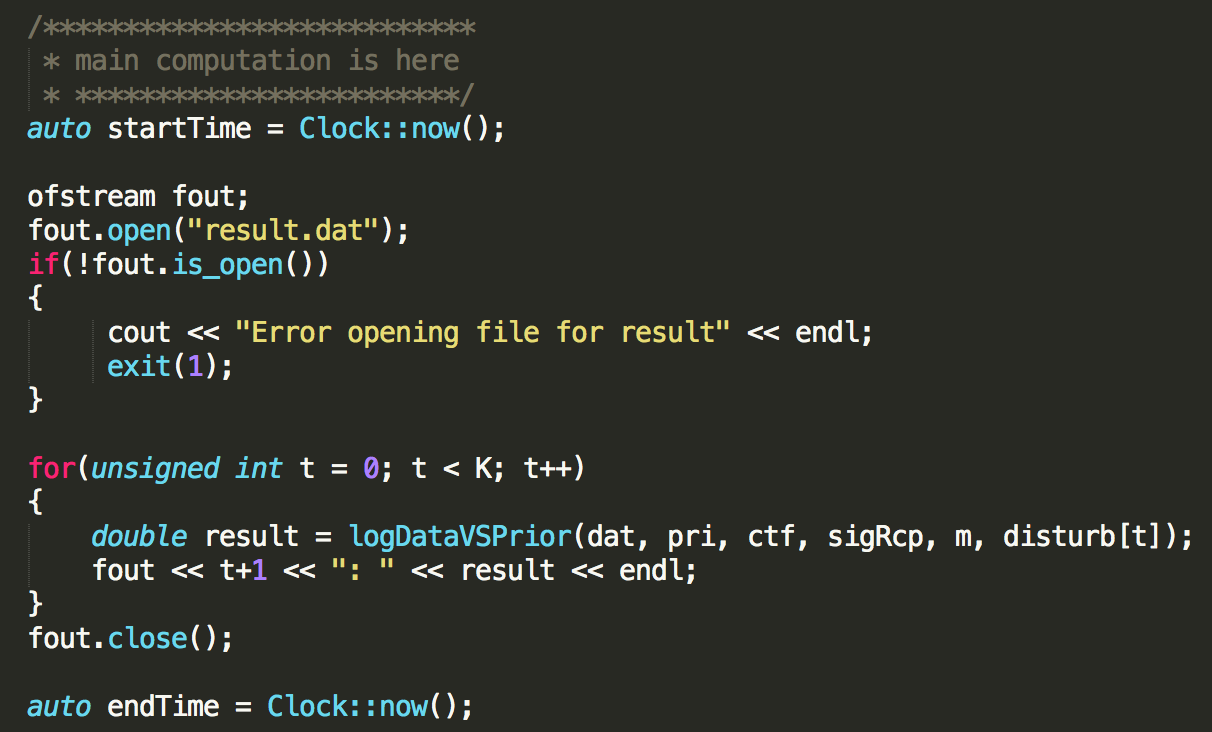 /***************************
 * main computation is here
 * ************************/
auto startTime = Clock::now();

ofstream fout;
fout.open("result.dat");
if(!fout.is_open())
{
     cout << "Error opening file for result" << endl;
     exit(1);
}

for(unsigned int t = 0; t < K; t++)
{
    double result = logDataVSPrior(dat, pri, ctf, sigRcp, m, disturb[t]);
    fout << t+1 << ": " << result << endl;
}
fout.close();

auto endTime = Clock::now();